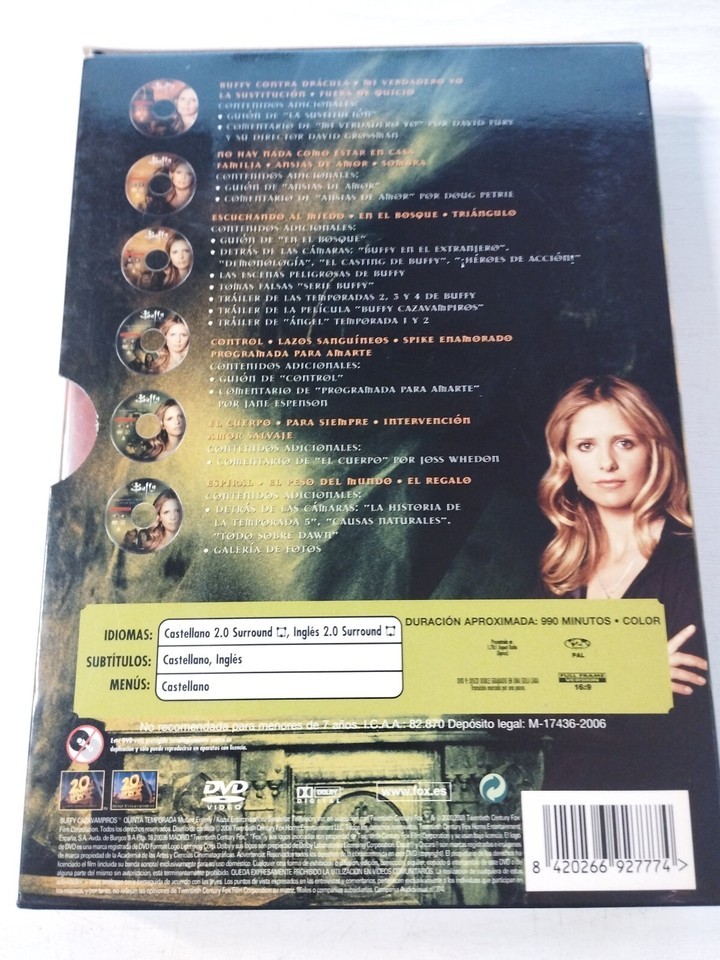 BUFFY CONTRA DRÁCULA • MI VERDADERO YO
LA SUSTITUCIÓN • FUERA DE QUICIO
CONTENIDOS ADICIONALES:
• GUIÓN DE "LA SUSTITUCIÓN"
• COMENTARIO DE "MI VERDADERO YO" POR DAVID FURY
Y SU DIRECTOR DAVID GROSSMAN
NO HAY NADA COMO ESTAR EN CASA
FAMILIA • ANSIAS DE AMOR • SOMBRA
CONTENIDOS ADICIONALES:
• GUIÓN DE "ANSIAS DE AMOR"
• COMENTARIO DE "ANSIAS DE AMOR" POR DOUG PETRIE
ESCUCHANDO AL MIEDO • EN EL BOSQUE • TRIÁNGULO
CONTENIDOS ADICIONALES:
• GUIÓN DE "EN EL BOSQUE"
• DETRÁS DE LAS CÁMARAS: "BUFFY EN EL EXTRANJERO",
"DEMONOLOGÍA", "EL CASTING DE BUFFY", "¡HÉROES DE ACCIÓN!"
• LAS ESCENAS PELIGROSAS DE BUFFY
• TOMAS FALSAS "SERIE BUFFY"
• TRÁILER DE LAS TEMPORADAS 2, 3 Y 4 DE BUFFY
• TRÁILER DE LA PELÍCULA "BUFFY CAZAVAMPIROS"
• TRÁILER DE "ÁNGEL" TEMPORADA 1 Y 2
CONTROL • LAZOS SANGUÍNEOS • SPIKE ENAMORADO
PROGRAMADA PARA AMARTE
CONTENIDOS ADICIONALES:
• GUIÓN DE "CONTROL"
• COMENTARIO DE "PROGRAMADA PARA AMARTE"
POR JANE ESPENSON
EL CUERPO • PARA SIEMPRE • INTERVENCIÓN
AMOR SALVAJE
CONTENIDOS ADICIONALES:
• COMENTARIO DE "EL CUERPO" POR JOSS WHEDON
ESPIRAL • EL PESO DEL MUNDO • EL REGALO
CONTENIDOS ADICIONALES:
• DETRÁS DE LAS CÁMARAS: "LA HISTORIA DE
LA TEMPORADA 5", "CAUSAS NATURALES",
"TODO SOBRE DAWN"
• GALERÍA DE FOTOS
Buffy
Buffy
Buffy
Buffy
Buffy
Buffy
IDIOMAS: Castellano 2.0 Surround, Inglés 2.0 Surround
SUBTÍTULOS: Castellano, Inglés
MENÚS: Castellano
DURACIÓN APROXIMADA: 990 MINUTOS • COLOR
PAL
FULL FRAME
VERSION
16:9
No recomendada para menores de 7 años. I.C.A.A.: 82.870 Depósito legal: M-17436-2006
DVD
VIDEO
DOLBY
DIGITAL
www.fox.es
8 420266 927774 >